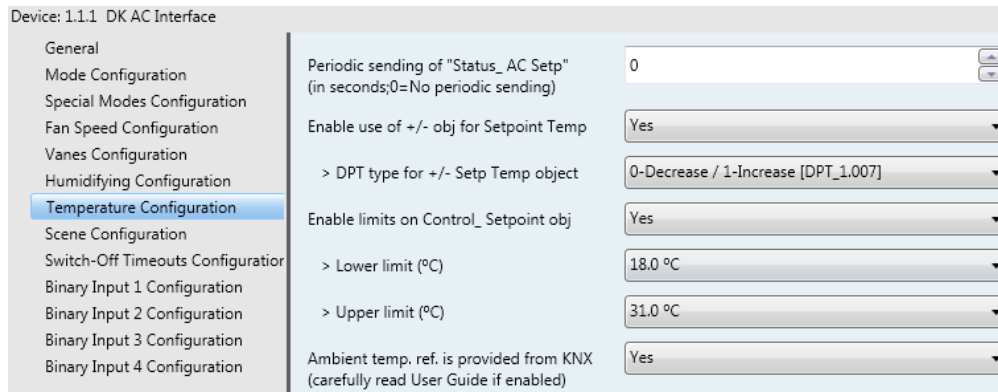 Device: 1.1.1 DK AC Interface
General
Mode Configuration
Special Modes Configuration
Fan Speed Configuration
Vanes Configuration
Humidifying Configuration
Temperature Configuration
Scene Configuration
Switch-Off Timeouts Configuration
Binary Input 1 Configuration
Binary Input 2 Configuration
Binary Input 3 Configuration
Binary Input 4 Configuration
Periodic sending of "Status_ AC Setp"
(in seconds;0=No periodic sending)
0
Enable use of +/- obj for Setpoint Temp
Yes
> DPT type for +/- Setp Temp object
0-Decrease / 1-Increase [DPT_1.007]
Enable limits on Control_ Setpoint obj
Yes
> Lower limit (ºC)
18.0 ºC
> Upper limit (ºC)
31.0 ºC
Ambient temp. ref. is provided from KNX
(carefully read User Guide if enabled)
Yes